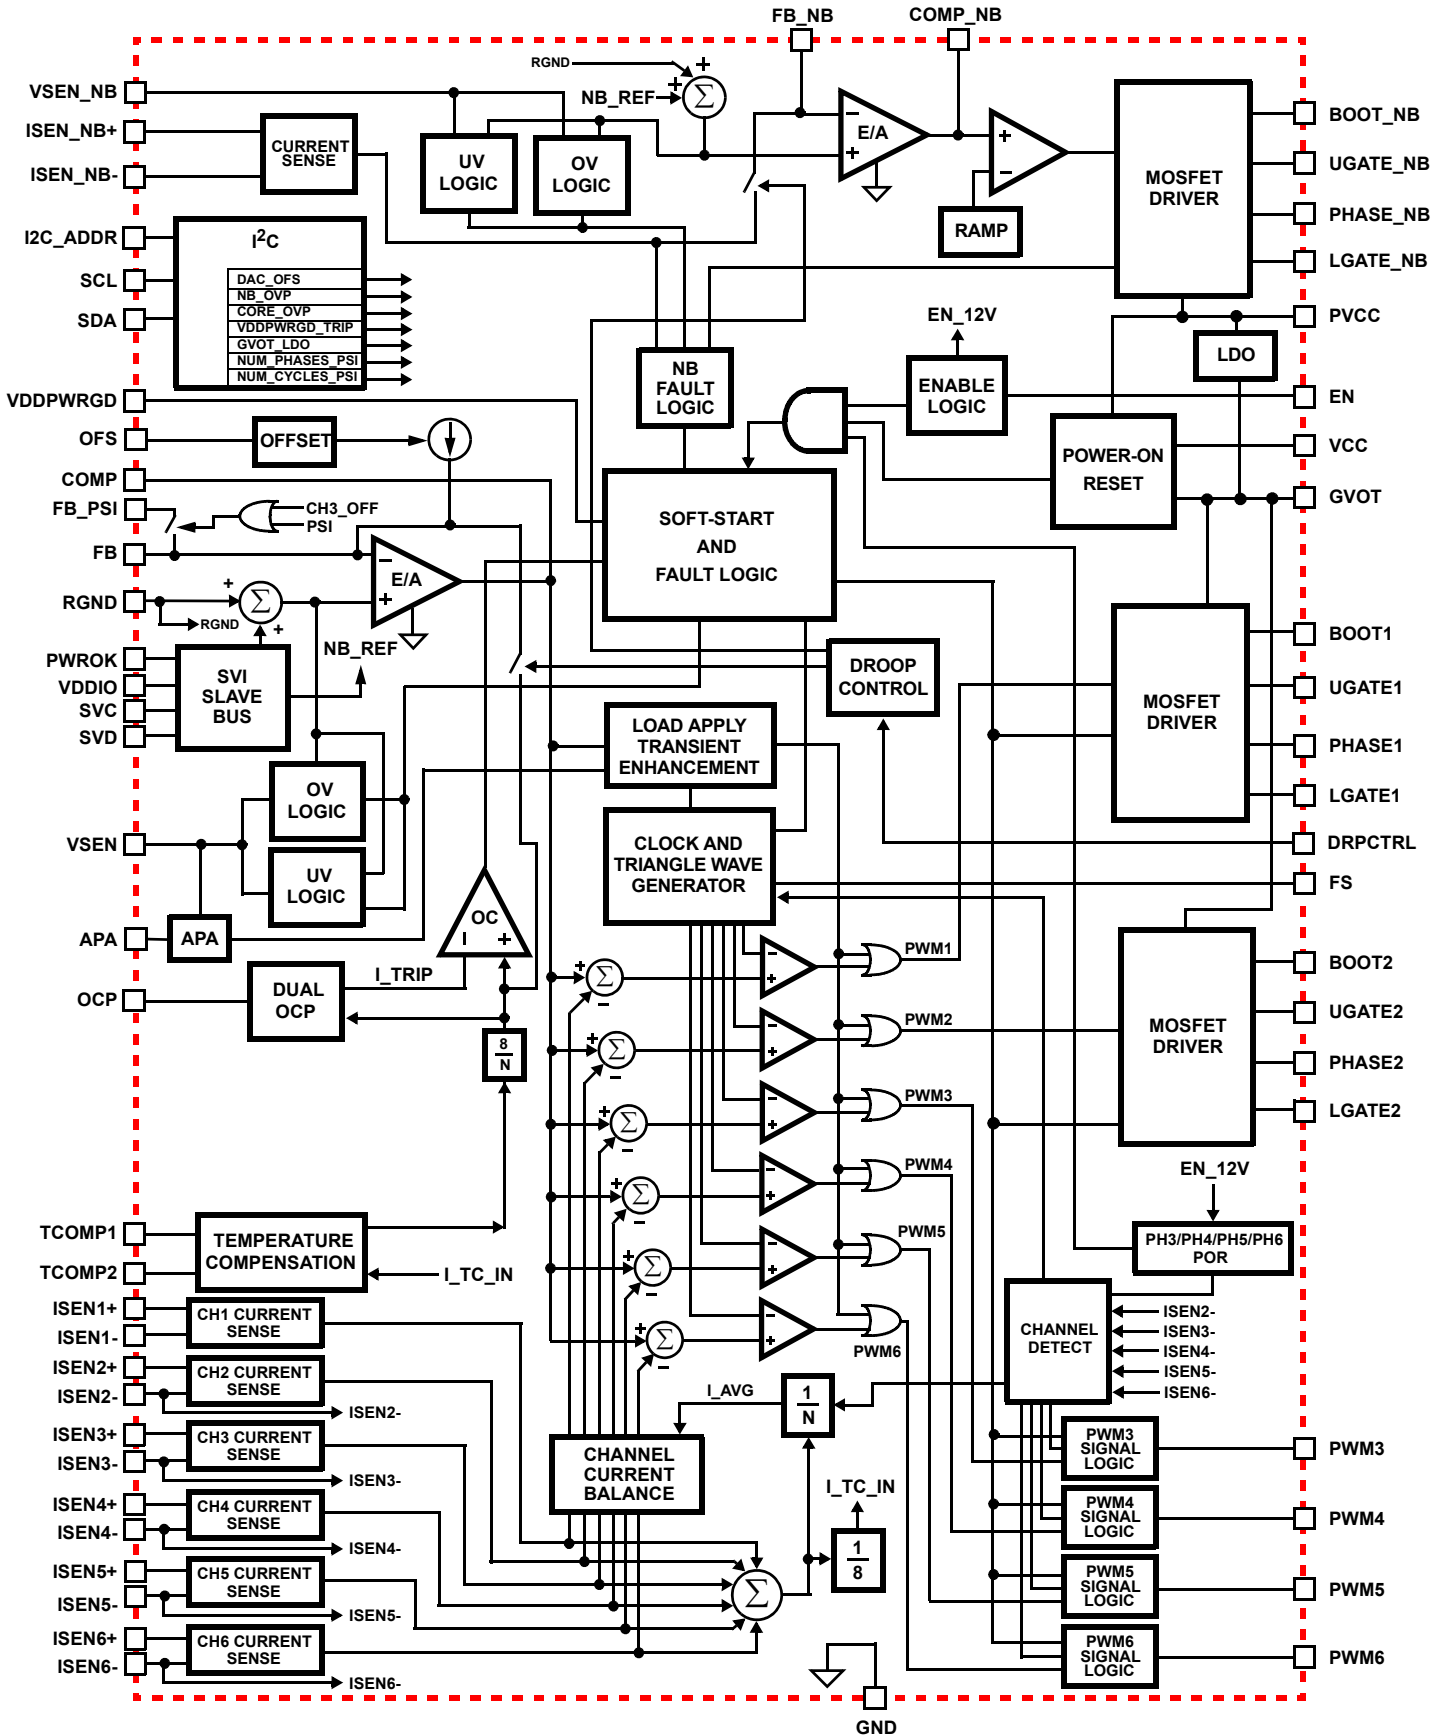 FB_NB
COMP_NB
RGND
+
+
NB_REF
Σ
VSEN_NB
ISEN_NB+
ISEN_NB-
CURRENT
SENSE
UV
LOGIC
OV
LOGIC
−
E/A
+
+
−
RAMP
MOSFET
DRIVER
BOOT_NB
UGATE_NB
PHASE_NB
LGATE_NB
I2C_ADDR
SCL
SDA
I2C
DAC_OFS
NB_OVP
CORE_OVP
VDDPWRGD_TRIP
GVOT_LDO
NUM_PHASES_PSI
NUM_CYCLES_PSI
EN_12V
PVCC
LDO
NB
FAULT
LOGIC
ENABLE
LOGIC
EN
VDDPWRGD
OFS
OFFSET
COMP
FB_PSI
CH3_OFF
PSI
FB
POWER-ON
RESET
VCC
GVOT
SOFT-START
AND
FAULT LOGIC
−
E/A
+
RGND
+
Σ
+
RGND
NB_REF
PWROK
VDDIO
SVC
SVD
SVI
SLAVE
BUS
DROOP
CONTROL
MOSFET
DRIVER
BOOT1
UGATE1
PHASE1
LGATE1
LOAD APPLY
TRANSIENT
ENHANCEMENT
OV
LOGIC
VSEN
UV
LOGIC
CLOCK AND
TRIANGLE WAVE
GENERATOR
DRPCTRL
FS
APA
APA
OC
−
+
OCP
DUAL
OCP
I_TRIP
8
N
+
Σ
−
−
+
PWM1
+
Σ
−
−
+
PWM2
+
Σ
−
−
+
PWM3
+
Σ
−
−
+
PWM4
+
Σ
−
−
+
PWM5
+
Σ
−
−
+
PWM6
MOSFET
DRIVER
BOOT2
UGATE2
PHASE2
LGATE2
EN_12V
PH3/PH4/PH5/PH6
POR
TCOMP1
TCOMP2
TEMPERATURE
COMPENSATION
I_TC_IN
CHANNEL
DETECT
ISEN2-
ISEN3-
ISEN4-
ISEN5-
ISEN6-
ISEN1+
ISEN1-
CH1 CURRENT
SENSE
ISEN2+
ISEN2-
CH2 CURRENT
SENSE
ISEN2-
ISEN3+
ISEN3-
CH3 CURRENT
SENSE
ISEN3-
ISEN4+
ISEN4-
CH4 CURRENT
SENSE
ISEN4-
ISEN5+
ISEN5-
CH5 CURRENT
SENSE
ISEN5-
ISEN6+
ISEN6-
CH6 CURRENT
SENSE
ISEN6-
I_AVG
1
N
CHANNEL
CURRENT
BALANCE
I_TC_IN
1
8
Σ
PWM3
SIGNAL
LOGIC
PWM3
PWM4
SIGNAL
LOGIC
PWM4
PWM5
SIGNAL
LOGIC
PWM5
PWM6
SIGNAL
LOGIC
PWM6
GND